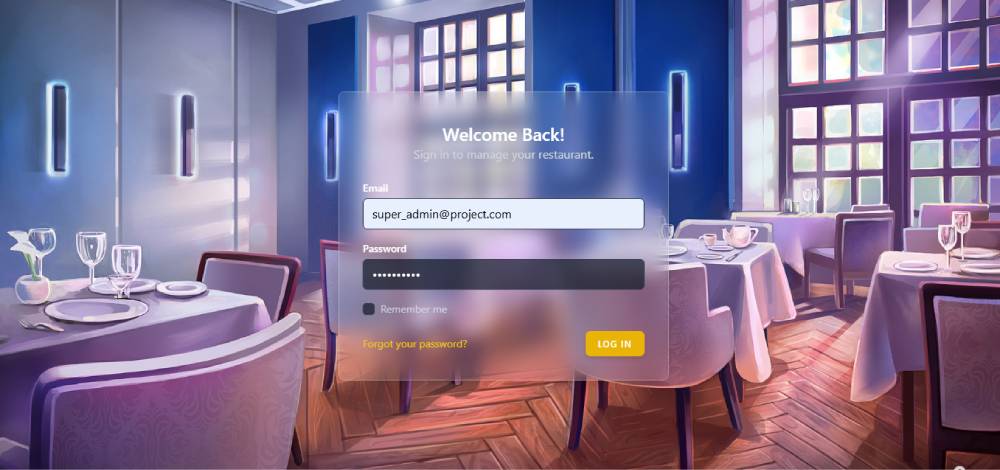 Welcome Back!
Sign in to manage your restaurant.
Email
super_admin@project.com
Password
••••••••••
Remember me
Forgot your password?
LOG IN